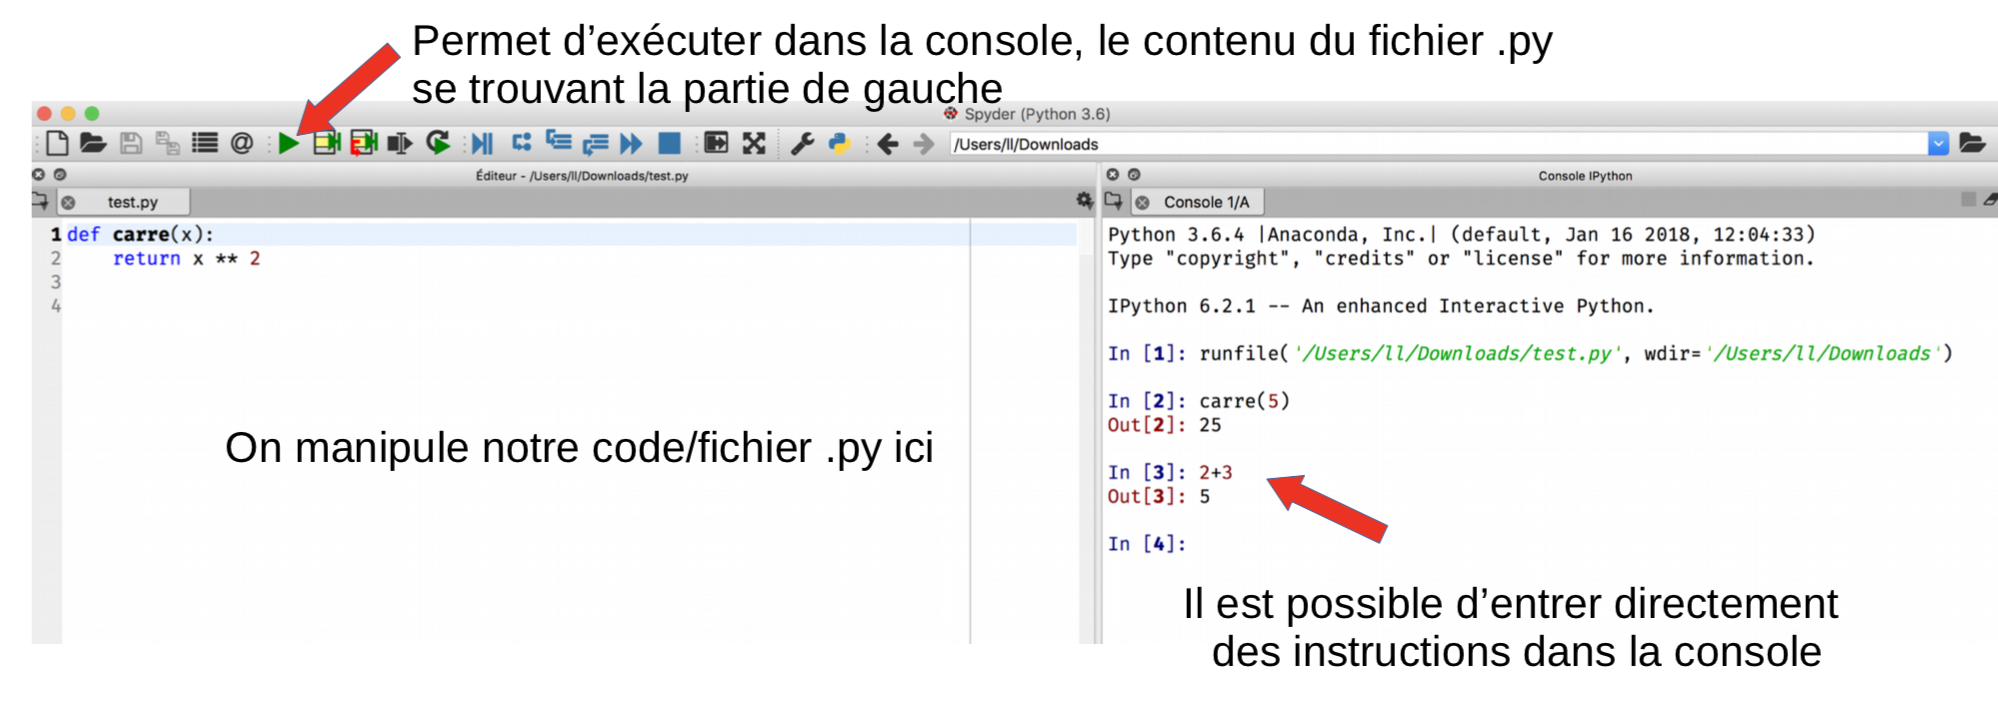 Permet d’exécuter dans la console, le contenu du fichier .py
se trouvant la partie de gauche
Spyder (Python 3.6)
/Users/ll/Downloads
Éditeur - /Users/ll/Downloads/test.py
test.py
1 def carre(x):
2 return x ** 2
3
4
On manipule notre code/fichier .py ici
Console IPython
Console 1/A
Python 3.6.4 |Anaconda, Inc.| (default, Jan 16 2018, 12:04:33)
Type "copyright", "credits" or "license" for more information.
IPython 6.2.1 -- An enhanced Interactive Python.
In [1]: runfile('/Users/ll/Downloads/test.py', wdir='/Users/ll/Downloads')
In [2]: carre(5)
Out[2]: 25
In [3]: 2+3
Out[3]: 5
In [4]:
Il est possible d’entrer directement
des instructions dans la console